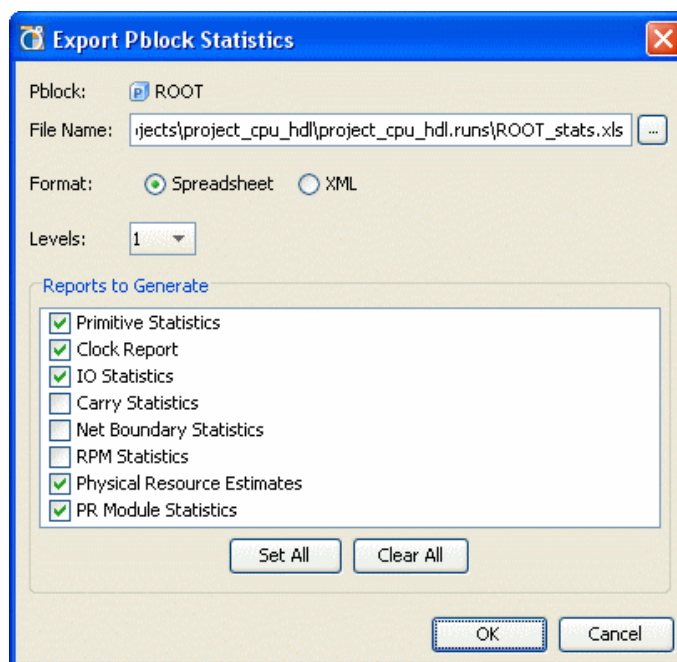 Export Pblock Statistics
Pblock: P ROOT
File Name: jects\project_cpu_hdl\project_cpu_hdl.runs\ROOT_stats.xls ...
Format: Spreadsheet XML
Levels: 1
Reports to Generate
Primitive Statistics
Clock Report
IO Statistics
Carry Statistics
Net Boundary Statistics
RPM Statistics
Physical Resource Estimates
PR Module Statistics
Set All Clear All
OK Cancel